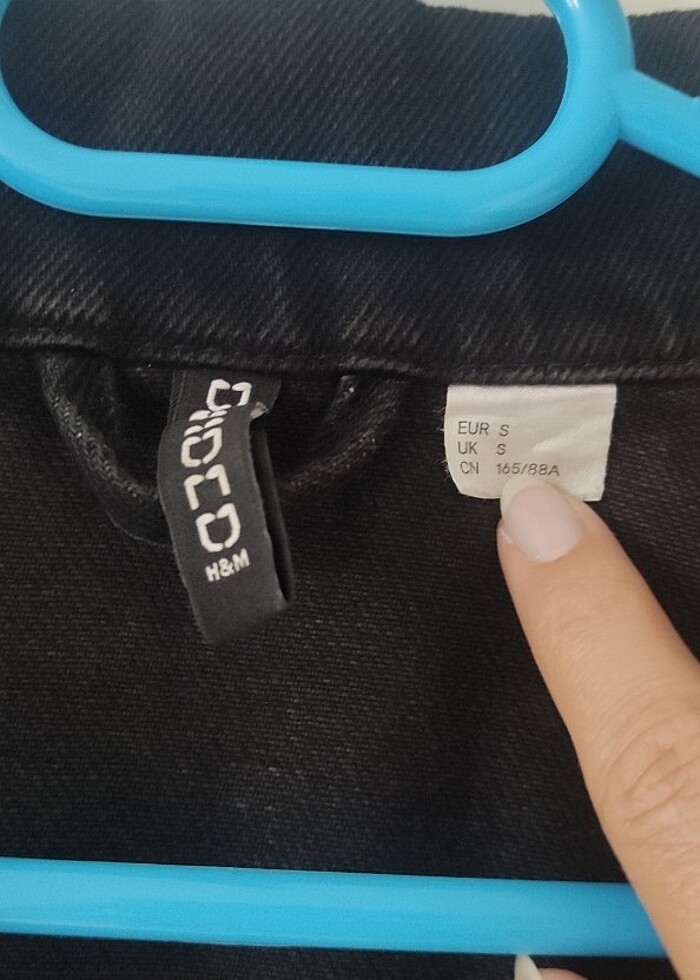 DIVIDED
H&M
EUR S
UK S
CN 165/88A